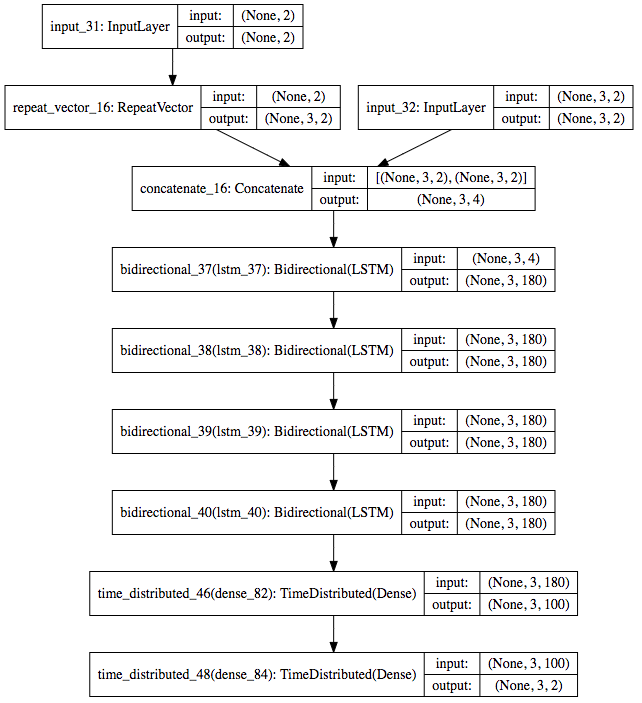 input_31: InputLayer input: (None, 2)
output: (None, 2)
repeat_vector_16: RepeatVector input: (None, 2)
output: (None, 3, 2)
input_32: InputLayer input: (None, 3, 2)
output: (None, 3, 2)
concatenate_16: Concatenate input: [(None, 3, 2), (None, 3, 2)]
output: (None, 3, 4)
bidirectional_37(lstm_37): Bidirectional(LSTM) input: (None, 3, 4)
output: (None, 3, 180)
bidirectional_38(lstm_38): Bidirectional(LSTM) input: (None, 3, 180)
output: (None, 3, 180)
bidirectional_39(lstm_39): Bidirectional(LSTM) input: (None, 3, 180)
output: (None, 3, 180)
bidirectional_40(lstm_40): Bidirectional(LSTM) input: (None, 3, 180)
output: (None, 3, 180)
time_distributed_46(dense_82): TimeDistributed(Dense) input: (None, 3, 180)
output: (None, 3, 100)
time_distributed_48(dense_84): TimeDistributed(Dense) input: (None, 3, 100)
output: (None, 3, 2)